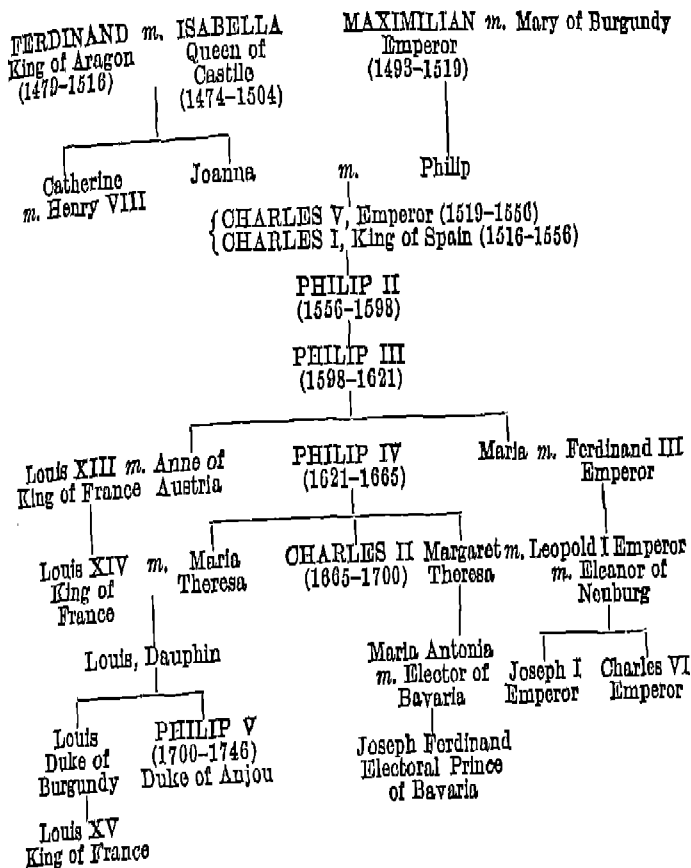 FERDINAND m. ISABELLA
King of Aragon
(1479-1516)
Queen of
Castile
(1474-1504)
MAXIMILIAN m. Mary of Burgundy
Emperor
(1493-1519)
Catherine
m. Henry VIII
Joanna
m.
Philip
{CHARLES V, Emperor (1519-1556)
{CHARLES I, King of Spain (1516-1556)
PHILIP II
(1556-1598)
PHILIP III
(1598-1621)
Louis XIII m. Anne of
King of France Austria
PHILIP IV
(1621-1665)
Maria m. Ferdinand III
Emperor
Louis XIV
King of
France
m.
Maria
Theresa
CHARLES II
(1665-1700)
Margaret m. Leopold I Emperor
Theresa
m. Eleanor of
Neuburg
Louis, Dauphin
Maria Antonia
m. Elector of
Bavaria
Joseph I
Emperor
Charles VI
Emperor
Louis
Duke of
Burgundy
PHILIP V
(1700-1746)
Duke of Anjou
Joseph Ferdinand
Electoral Prince
of Bavaria
Louis XV
King of France